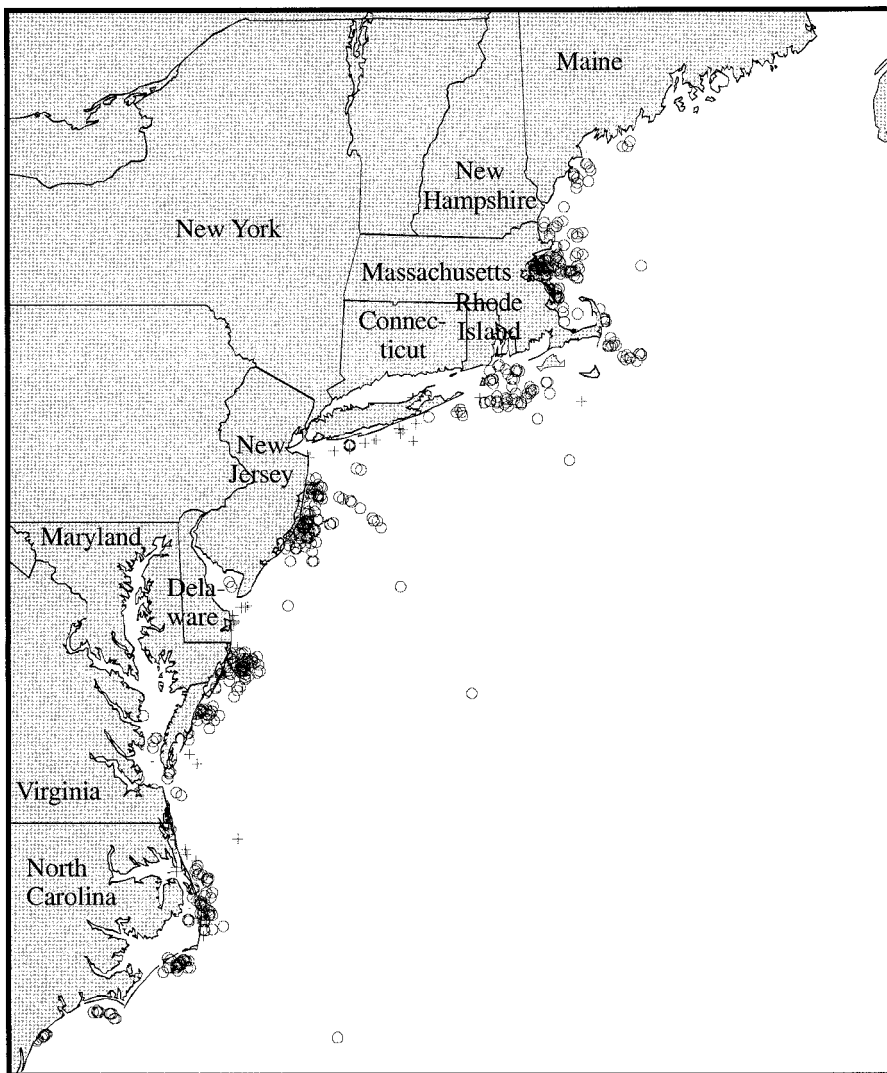 Maine
New
Hampshire
New York
Massachusetts
Rhode
Island
Connec-
ticut
New
Jersey
Maryland
Dela-
ware
Virginia
North
Carolina